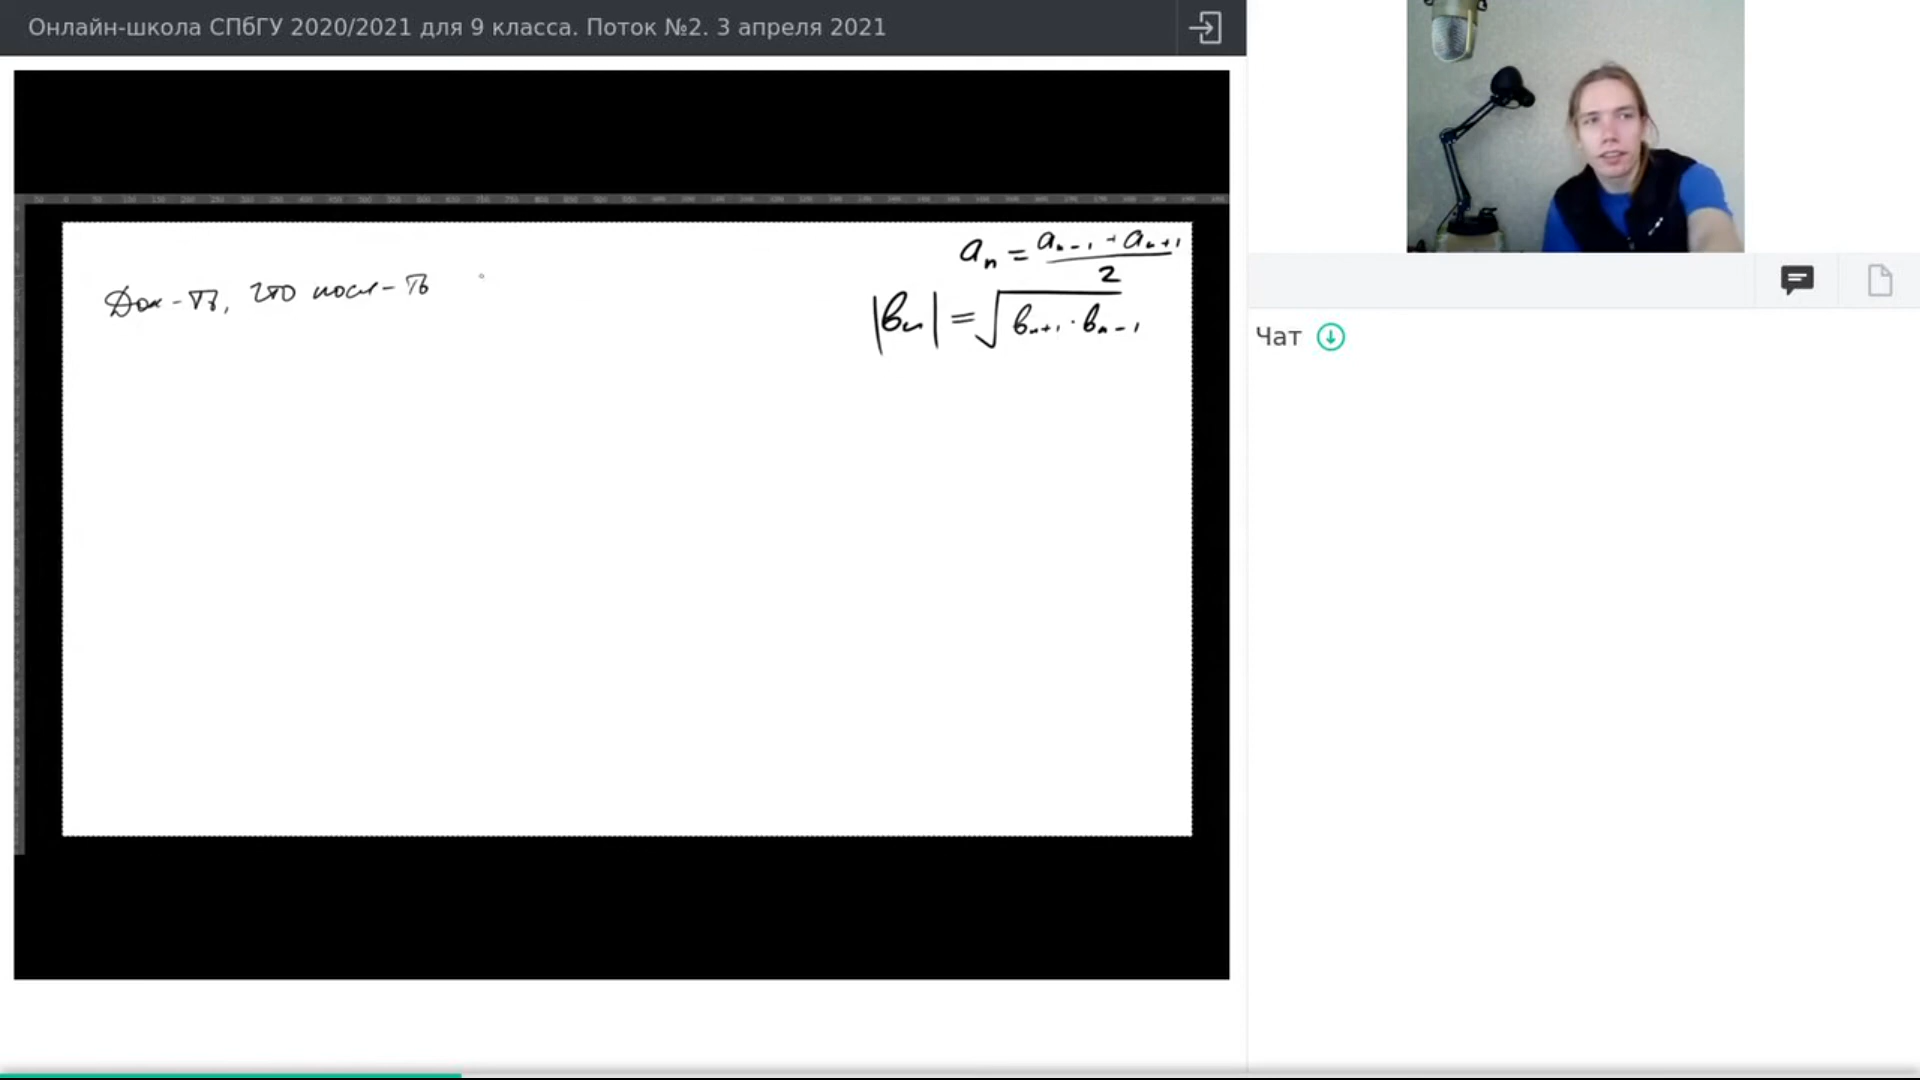 Онлайн-школа СПбГУ 2020/2021 для 9 класса. Поток №2. 3 апреля 2021
aₙ = (aₙ₋₁ + aₙ₊₁) / 2
Док-ть, что посл-ть
|bₙ| = √(bₙ₊₁ · bₙ₋₁)
Чат